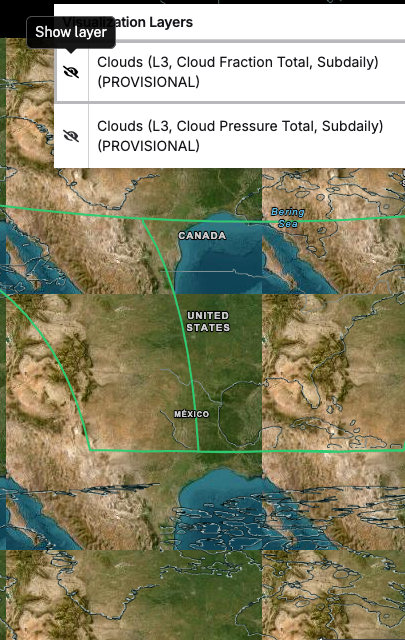 Visualization Layers
Show layer
Clouds (L3, Cloud Fraction Total, Subdaily)
(PROVISIONAL)
Clouds (L3, Cloud Pressure Total, Subdaily)
(PROVISIONAL)
Bering
Sea
CANADA
UNITED
STATES
MÉXICO